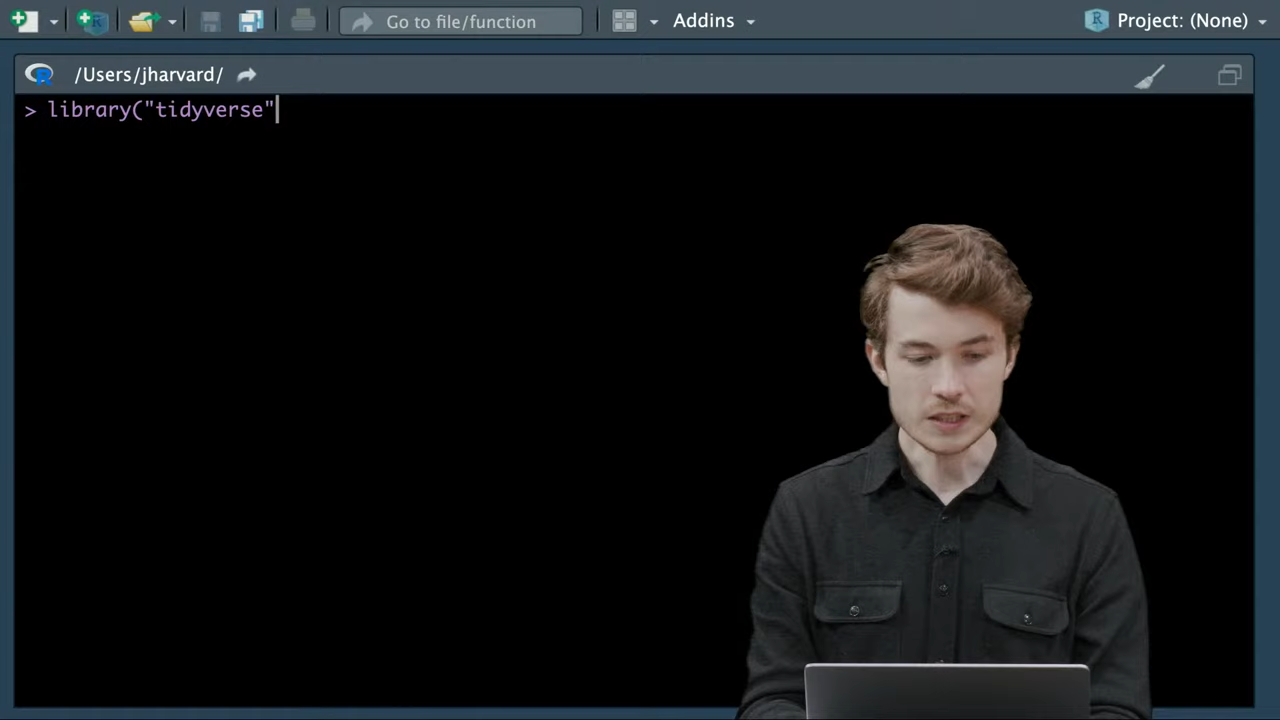 Go to file/function
Addins
Project: (None)
R /Users/jharvard/
> library("tidyverse"